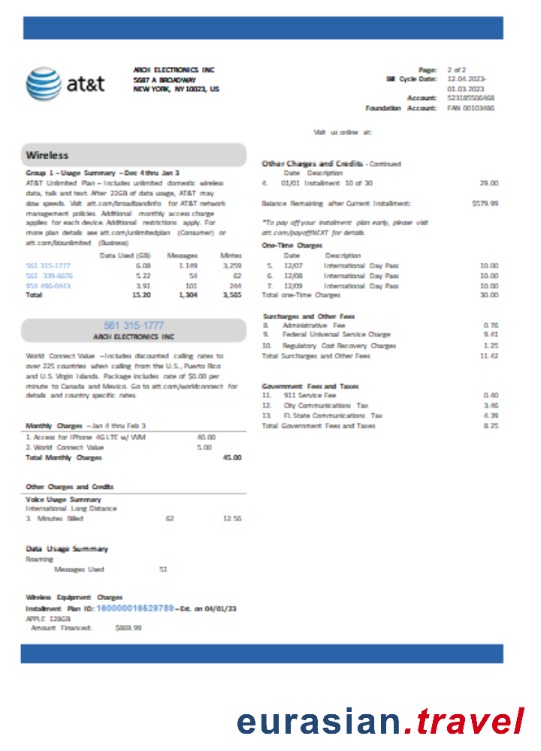 at&t
ARCH ELECTRONICS INC
5687 A BROADWAY
NEW YORK, NY 10023, US
Page: 2 of 2
Bill Cycle Date: 12.04.2023-
01.03.2023
Account: 523185506468
Foundation Account: FAN 00103486
Visit us online at:
Wireless
Group 1 – Usage Summary – Dec 4 thru Jan 3
AT&T Unlimited Plan – Includes unlimited domestic wireless
data, talk and text. After 22GB of data usage, AT&T may
slow speeds. Visit att.com/broadbandinfo for AT&T network
management policies. Additional monthly access charge
applies for each device. Additional restrictions apply. For
more plan details see att.com/unlimitedplan (Consumer) or
att.com/bizunlimited (Business)
Data Used (GB) Messages Mintes
561 315-1777 6.08 1.149 3,259
561 339-6676 5.22 54 62
954 496-0443 3.91 101 244
Total 15.20 1,304 3,565
561 315-1777
ARCH ELECTRONICS INC
World Connect Value – Includes discounted calling rates to
over 225 countries when calling from the U.S., Puerto Rico
and U.S. Virgin Islands. Package includes rate of $0.00 per
minute to Canada and Mexico. Go to att.com/worldconnect for
details and country specific rates.
Monthly Charges – Jan 4 thru Feb 3
1. Access for iPhone 4G LTE w/ VVM 40.00
2. World Connect Value 5.00
Total Monthly Charges 45.00
Other Charges and Credits
Voice Usage Summary
International Long Distance
3. Minutes Billed 62 12.56
Data Usage Summary
Roaming
Messages Used 51
Wireless Equipment Charges
Installment Plan ID: 160000016529789 – Est. on 04/01/23
APPLE 128GB
Amount Financed: $869.99
Other Charges and Credits - Continued
Date Description
4. 01/01 Installment 10 of 30 29.00
Balance Remaining after Current Installment: $579.99
*To pay off your instalment plan early, please visit
att.com/payoffNEXT for details
One-Time Charges
Date Description
5. 12/07 International Day Pass 10.00
6. 12/08 International Day Pass 10.00
7. 12/09 International Day Pass 10.00
Total one-Time Charges 30.00
Surcharges and Other Fees
8. Administrative Fee 0.76
9. Federal Universal Service Charge 9.41
10. Regulatory Cost Recovery Charges 1.25
Total Surcharges and Other Fees 11.42
Government Fees and Taxes
11. 911 Service Fee 0.40
12. City Communications Tax 3.46
13. FL State Communications Tax 4.39
Total Government Fees and Taxes 8.25
eurasian.travel